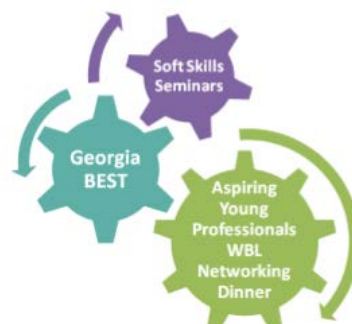 Soft Skills
Seminars
Georgia
BEST
Aspiring
Young
Professionals
WBL
Networking
Dinner